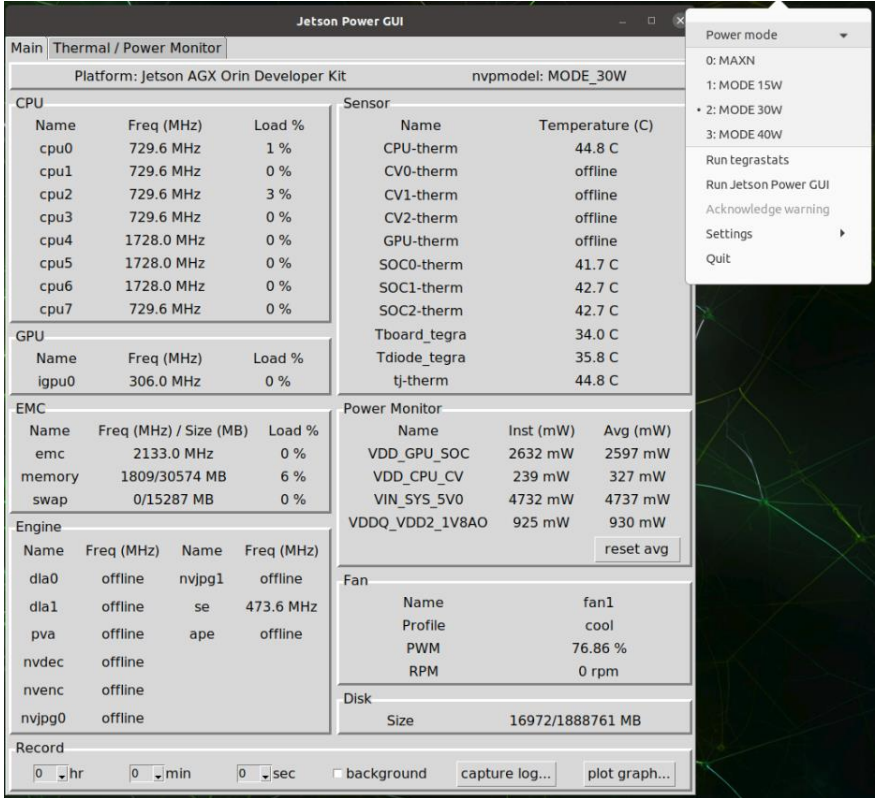 Jetson Power GUI
Main Thermal / Power Monitor
Platform: Jetson AGX Orin Developer Kit nvpmodel: MODE_30W
CPU
Name Freq (MHz) Load %
cpu0 729.6 MHz 1 %
cpu1 729.6 MHz 0 %
cpu2 729.6 MHz 3 %
cpu3 729.6 MHz 0 %
cpu4 1728.0 MHz 0 %
cpu5 1728.0 MHz 0 %
cpu6 1728.0 MHz 0 %
cpu7 729.6 MHz 0 %
GPU
Name Freq (MHz) Load %
igpu0 306.0 MHz 0 %
EMC
Name Freq (MHz) / Size (MB) Load %
emc 2133.0 MHz 0 %
memory 1809/30574 MB 6 %
swap 0/15287 MB 0 %
Engine
Name Freq (MHz) Name Freq (MHz)
dla0 offline nvjpg1 offline
dla1 offline se 473.6 MHz
pva offline ape offline
nvdec offline
nvenc offline
nvjpg0 offline
Sensor
Name Temperature (C)
CPU-therm 44.8 C
CV0-therm offline
CV1-therm offline
CV2-therm offline
GPU-therm offline
SOC0-therm 41.7 C
SOC1-therm 42.7 C
SOC2-therm 42.7 C
Tboard_tegra 34.0 C
Tdiode_tegra 35.8 C
tj-therm 44.8 C
Power Monitor
Name Inst (mW) Avg (mW)
VDD_GPU_SOC 2632 mW 2597 mW
VDD_CPU_CV 239 mW 327 mW
VIN_SYS_5V0 4732 mW 4737 mW
VDDQ_VDD2_1V8AO 925 mW 930 mW
reset avg
Fan
Name fan1
Profile cool
PWM 76.86 %
RPM 0 rpm
Disk
Size 16972/1888761 MB
Record
0 hr 0 min 0 sec background capture log... plot graph...
Power mode
0: MAXN
1: MODE 15W
• 2: MODE 30W
3: MODE 40W
Run tegrastats
Run Jetson Power GUI
Acknowledge warning
Settings
Quit